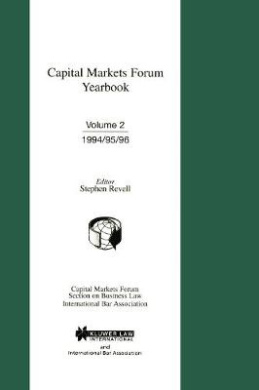 Capital Markets Forum
Yearbook
Volume 2
1994/95/96
Editor
Stephen Revell
Capital Markets Forum
Section on Business Law
International Bar Association
KLUWER LAW
INTERNATIONAL
and
International Bar Association